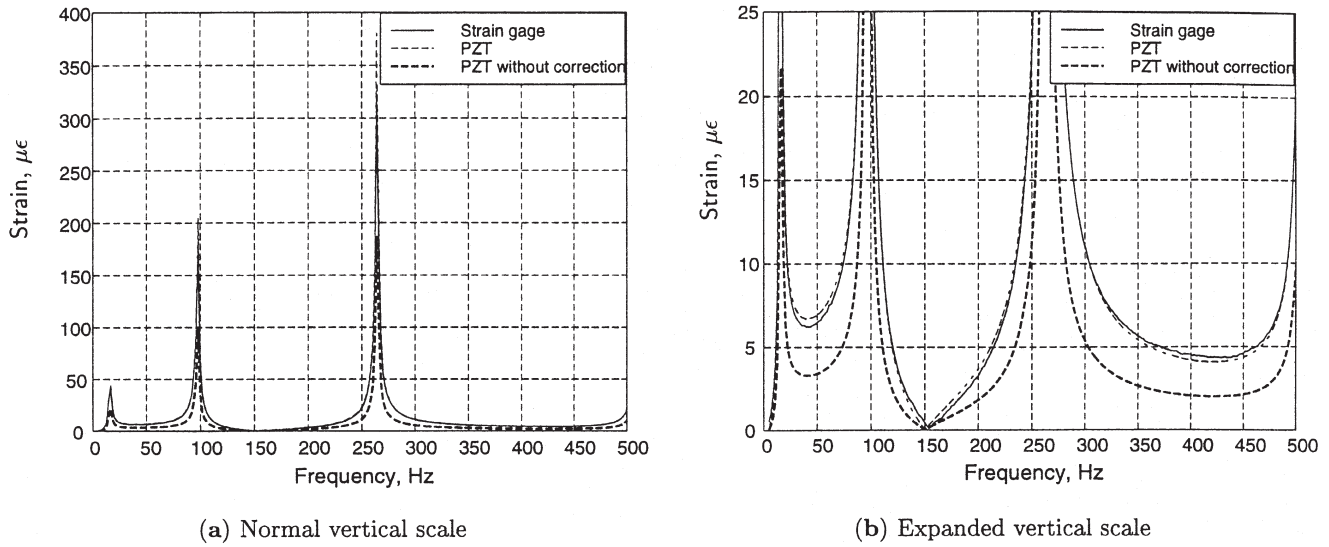 400
350
300
250
200
150
100
50
0
Strain, με
0 50 100 150 200 250 300 350 400 450 500
Frequency, Hz
Strain gage
PZT
PZT without correction
(a) Normal vertical scale
25
20
15
10
5
0
Strain, με
0 50 100 150 200 250 300 350 400 450 500
Frequency, Hz
Strain gage
PZT
PZT without correction
(b) Expanded vertical scale